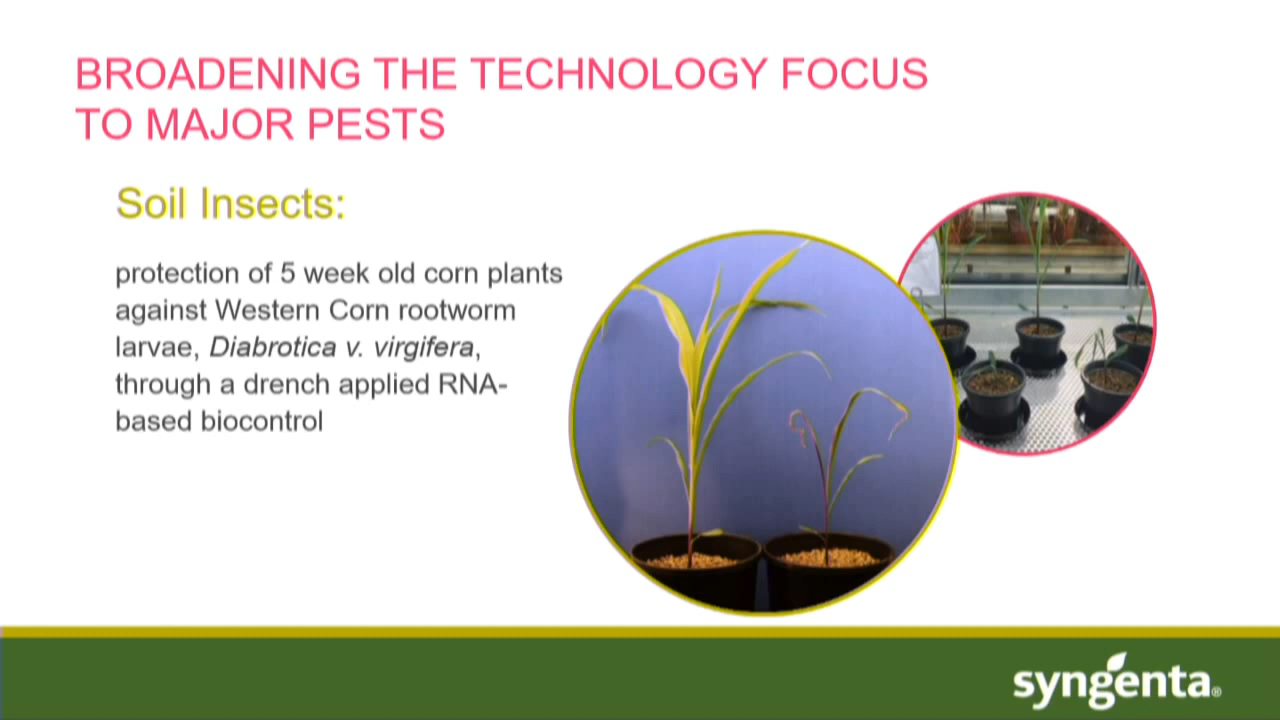 BROADENING THE TECHNOLOGY FOCUS
TO MAJOR PESTS
Soil Insects:
protection of 5 week old corn plants
against Western Corn rootworm
larvae, Diabrotica v. virgifera,
through a drench applied RNA-
based biocontrol
syngenta®